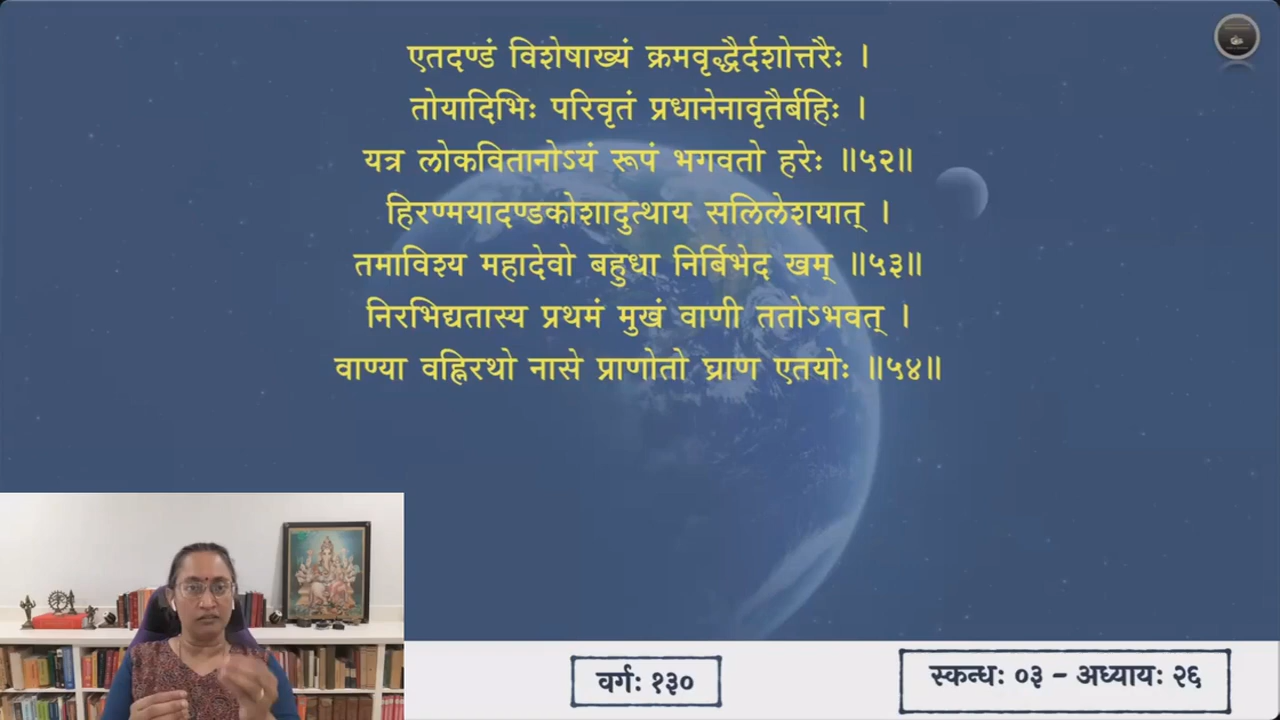 एतदण्डं विशेषाख्यं क्रमवृद्धैर्दशोत्तरैः ।
तोयादिभिः परिवृतं प्रधानेनावृतैर्बहिः ।
यत्र लोकवितानोऽयं रूपं भगवतो हरेः ॥५२॥
हिरण्मयादण्डकोशादुत्थाय सलिलेशयात् ।
तमाविश्य महादेवो बहुधा निर्बिभेद खम् ॥५३॥
निरभिद्यतास्य प्रथमं मुखं वाणी ततोऽभवत् ।
वाण्या वह्निरथो नासे प्राणोतो घ्राण एतयोः ॥५४॥
वर्गः १३०
स्कन्धः ०३ - अध्यायः २६